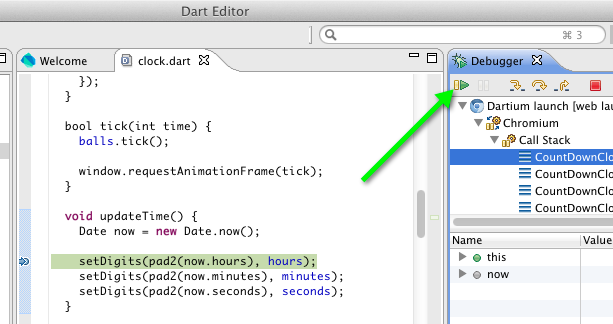 Dart Editor
⌘ 3
Welcome
clock.dart
Debugger
});
}
bool tick(int time) {
balls.tick();
window.requestAnimationFrame(tick);
}
void updateTime() {
Date now = new Date.now();
setDigits(pad2(now.hours), hours);
setDigits(pad2(now.minutes), minutes);
setDigits(pad2(now.seconds), seconds);
}
Dartium launch [web lau
Chromium
Call Stack
CountDownClo
CountDownClo
CountDownClo
CountDownClo
Name
Value
this
now